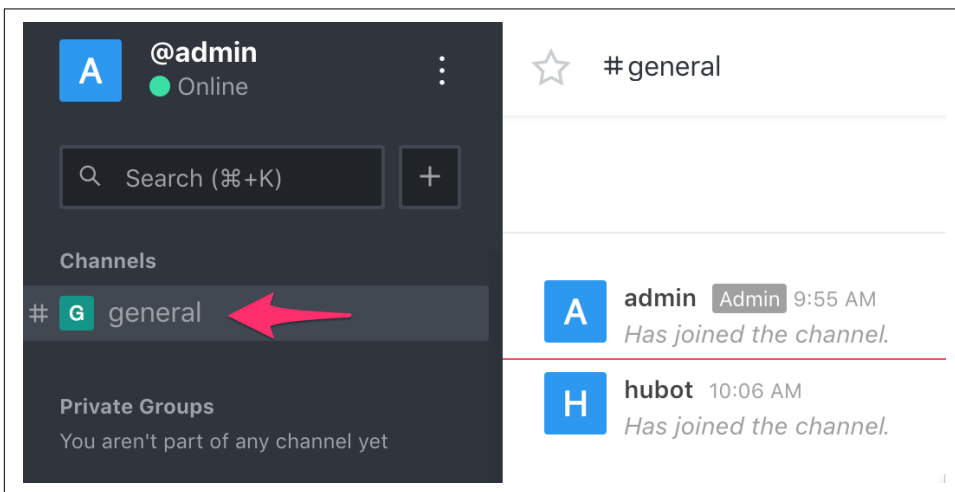 A
@admin
Online
Search (⌘+K)
+
Channels
# G general
Private Groups
You aren't part of any channel yet
#general
A
admin Admin 9:55 AM
Has joined the channel.
H
hubot 10:06 AM
Has joined the channel.